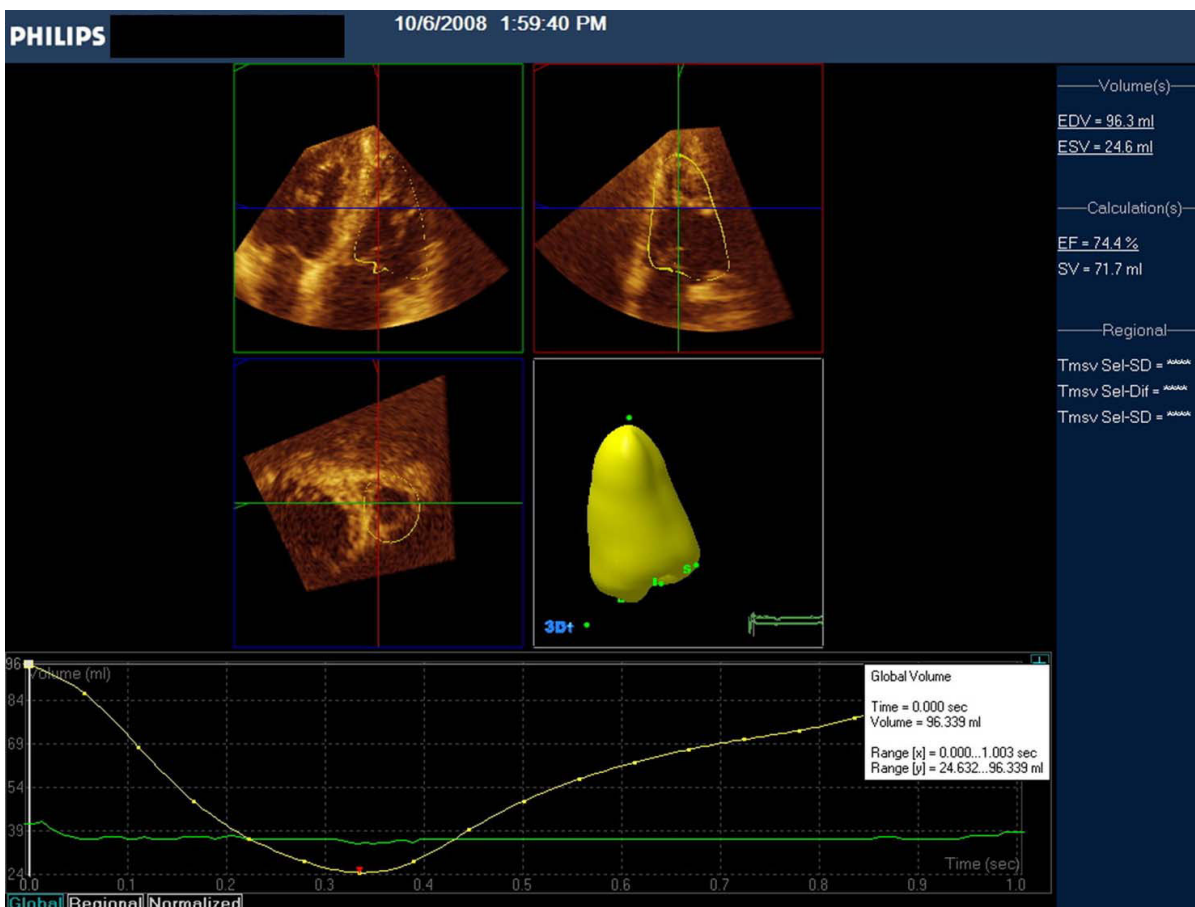 PHILIPS
10/6/2008 1:59:40 PM
Volume(s)
EDV = 96.3 ml
ESV = 24.6 ml
Calculation(s)
EF = 74.4 %
SV = 71.7 ml
Regional
Tmsv Sel-SD = ****
Tmsv Sel-Dif = ****
Tmsv Sel-SD = ****
S
3D↑
Volume (ml)
96
84
69
54
39
24
Global Volume
Time = 0.000 sec
Volume = 96.339 ml
Range [x] = 0.000...1.003 sec
Range [y] = 24.632...96.339 ml
Time (sec)
0.0 0.1 0.2 0.3 0.4 0.5 0.6 0.7 0.8 0.9 1.0
Global Regional Normalized